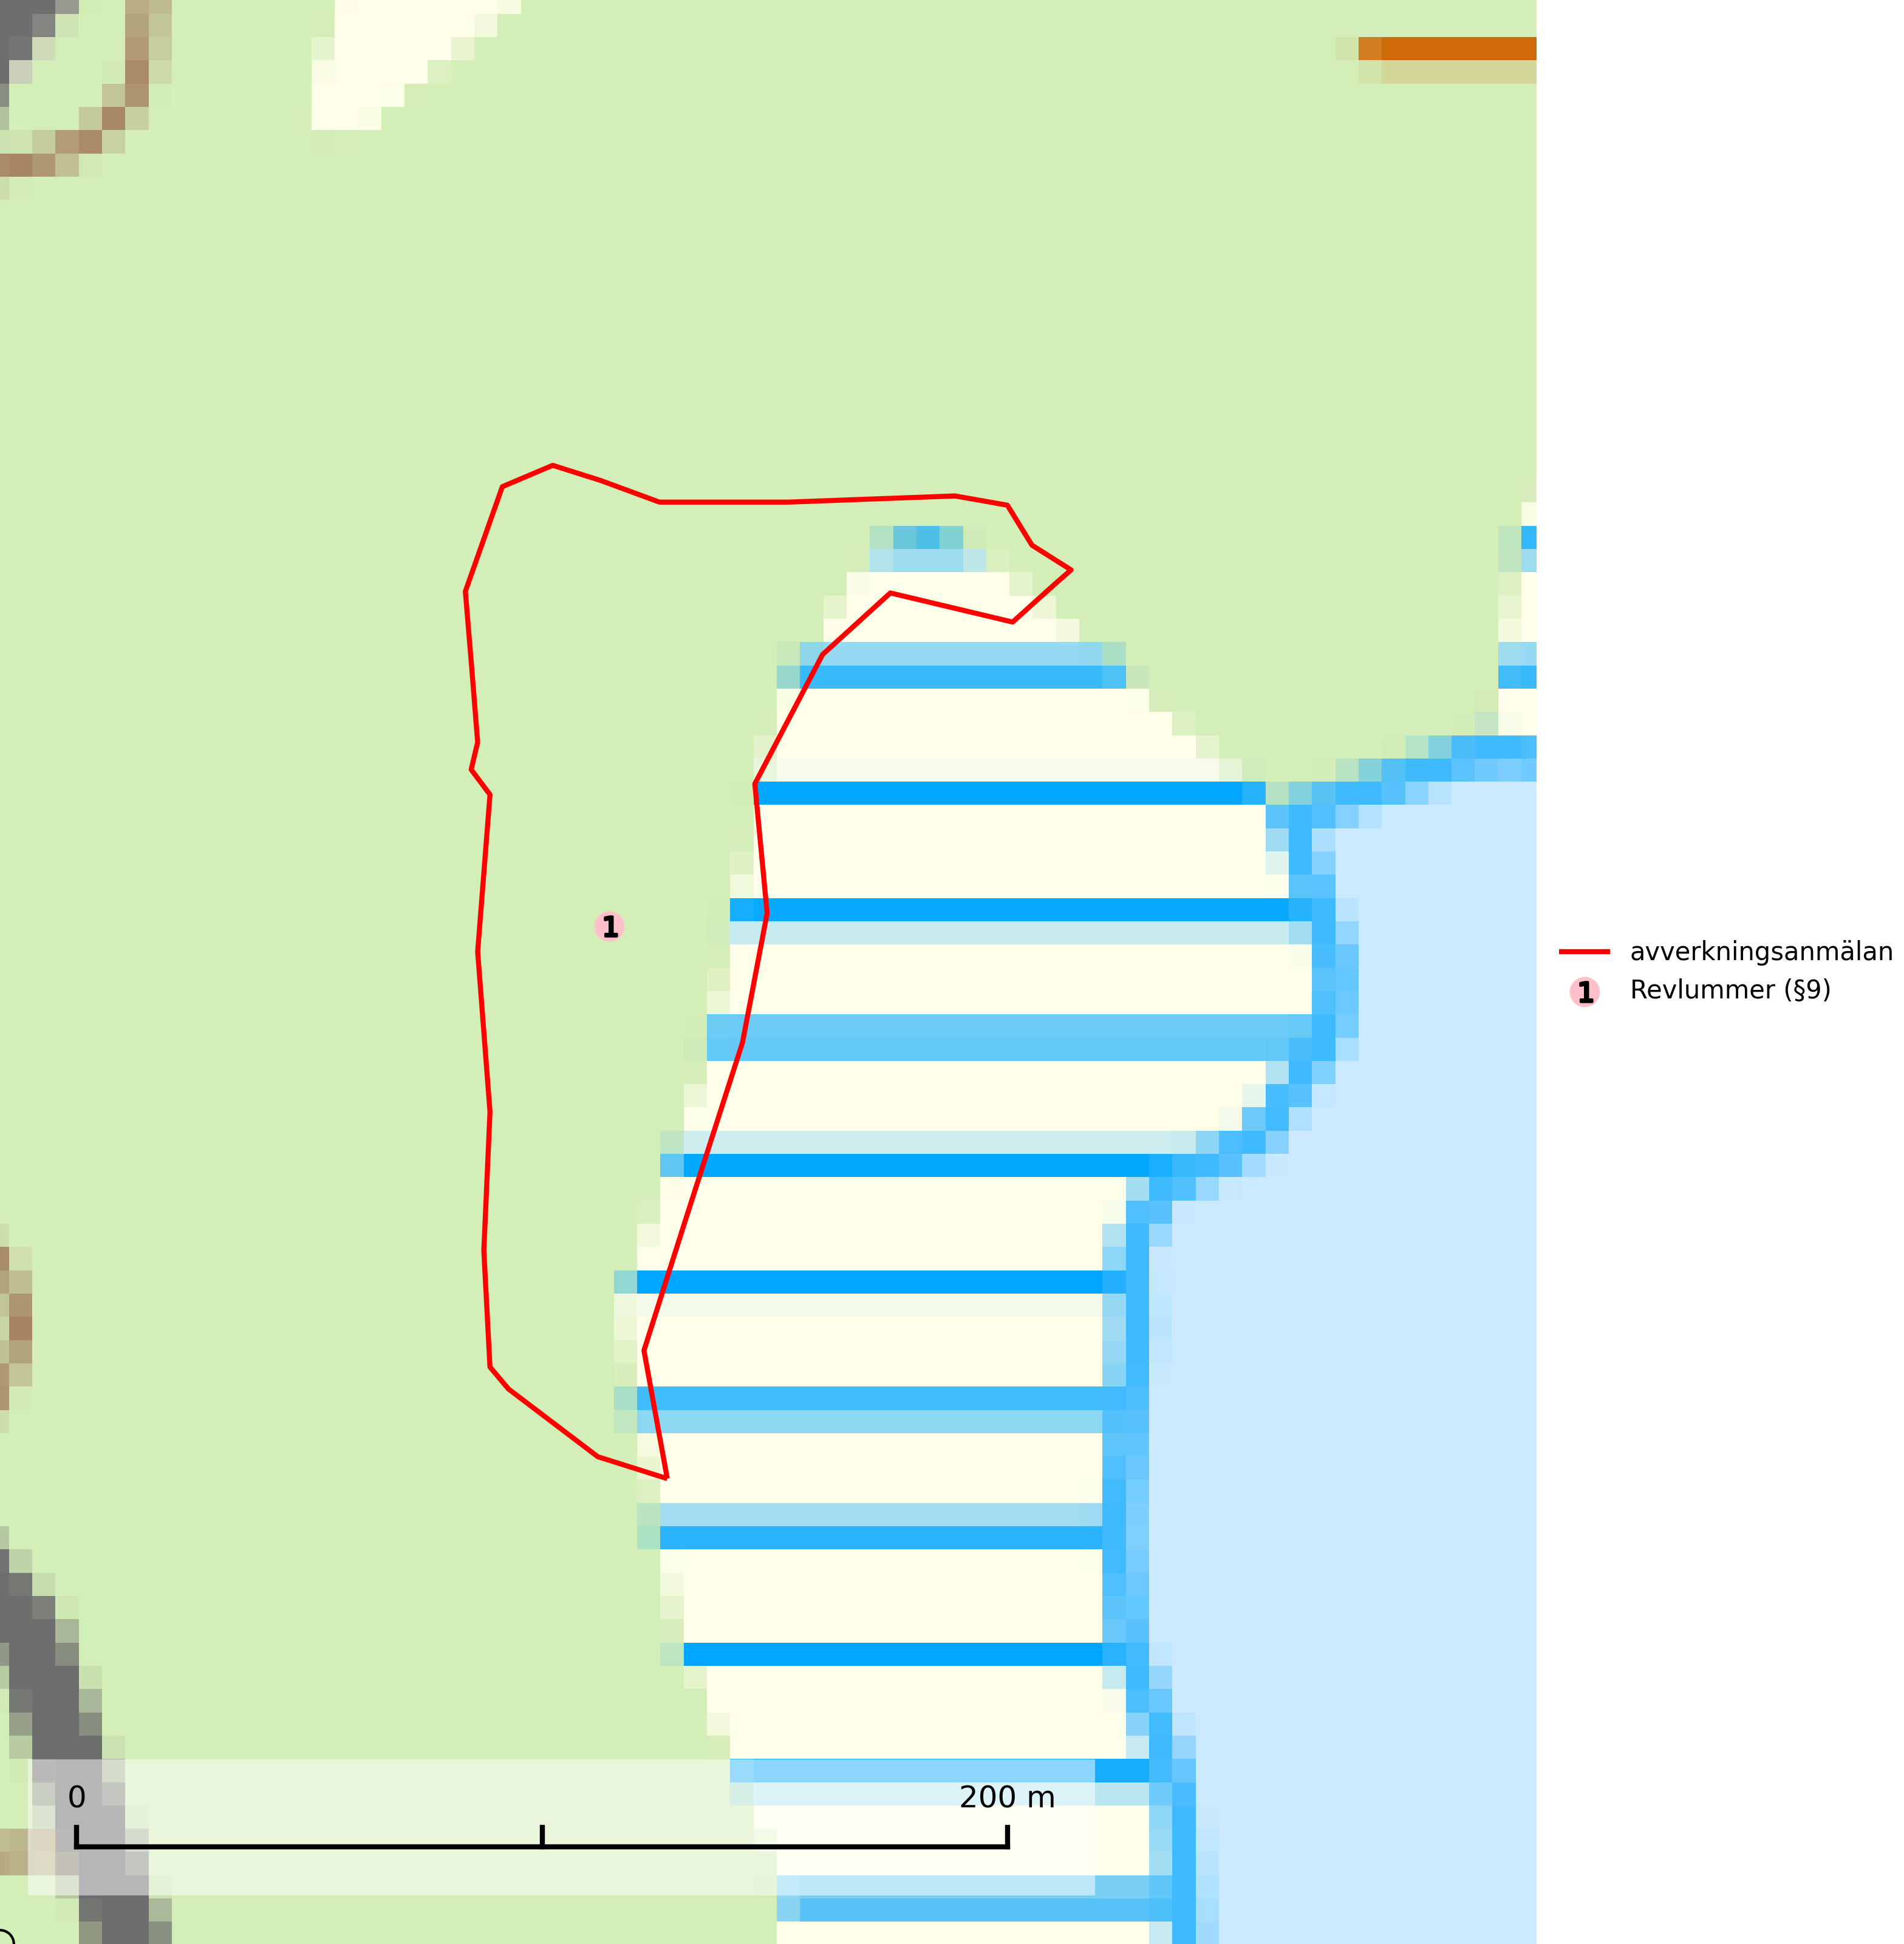 1
avverkningsanmälan
1 Revlummer (§9)
0 200 m